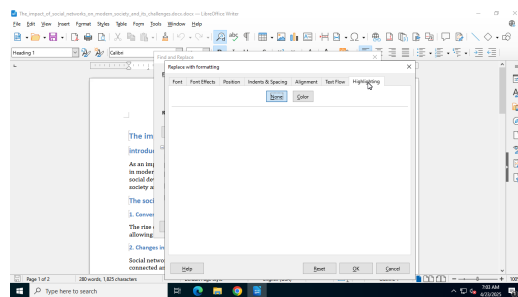 The_impact_of_social_networks_on_modern_society_and_its_challenges.docx.docx — LibreOffice Writer
File Edit View Insert Format Styles Table Form Tools Window Help
Heading 1
Calibri
Find and Replace
Replace with formatting
Font Font Effects Position Indents & Spacing Alignment Text Flow Highlighting
None Color
The im
Introduc
As an im
in moder
social de
society a
The soci
1. Conver
The rise
allowing
2. Changes in
Social netwo
connected a
Help Reset OK Cancel
Page 1 of 2 280 words, 1,825 characters
100%
Type here to search
7:03 AM
4/23/2025